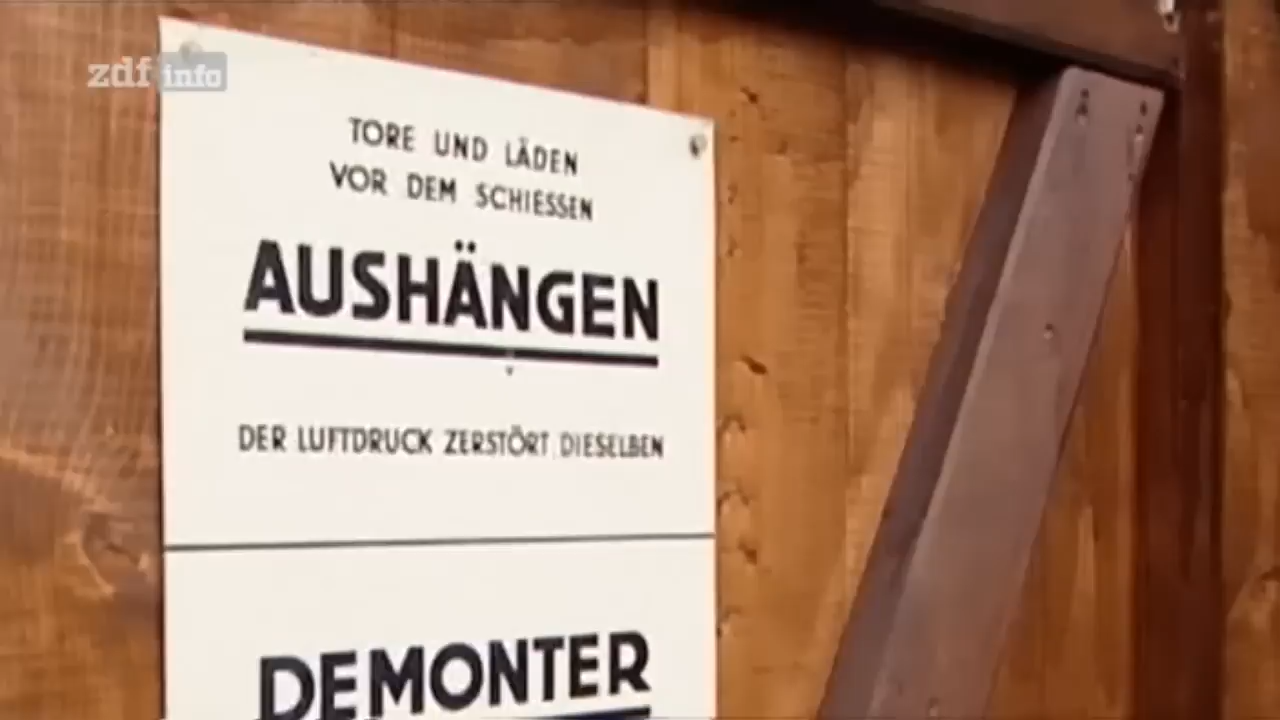 zdf info
TORE UND LÄDEN
VOR DEM SCHIESSEN
AUSHÄNGEN
DER LUFTDRUCK ZERSTÖRT DIESELBEN
DEMONTER